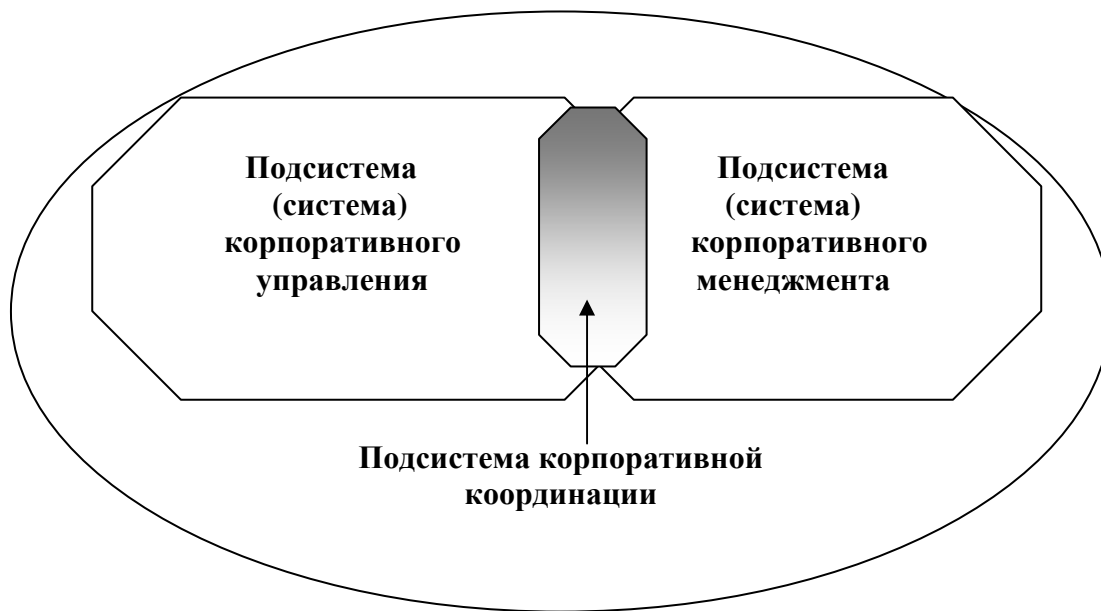 Подсистема
(система)
корпоративного
управления
Подсистема
(система)
корпоративного
менеджмента
Подсистема корпоративной
координации